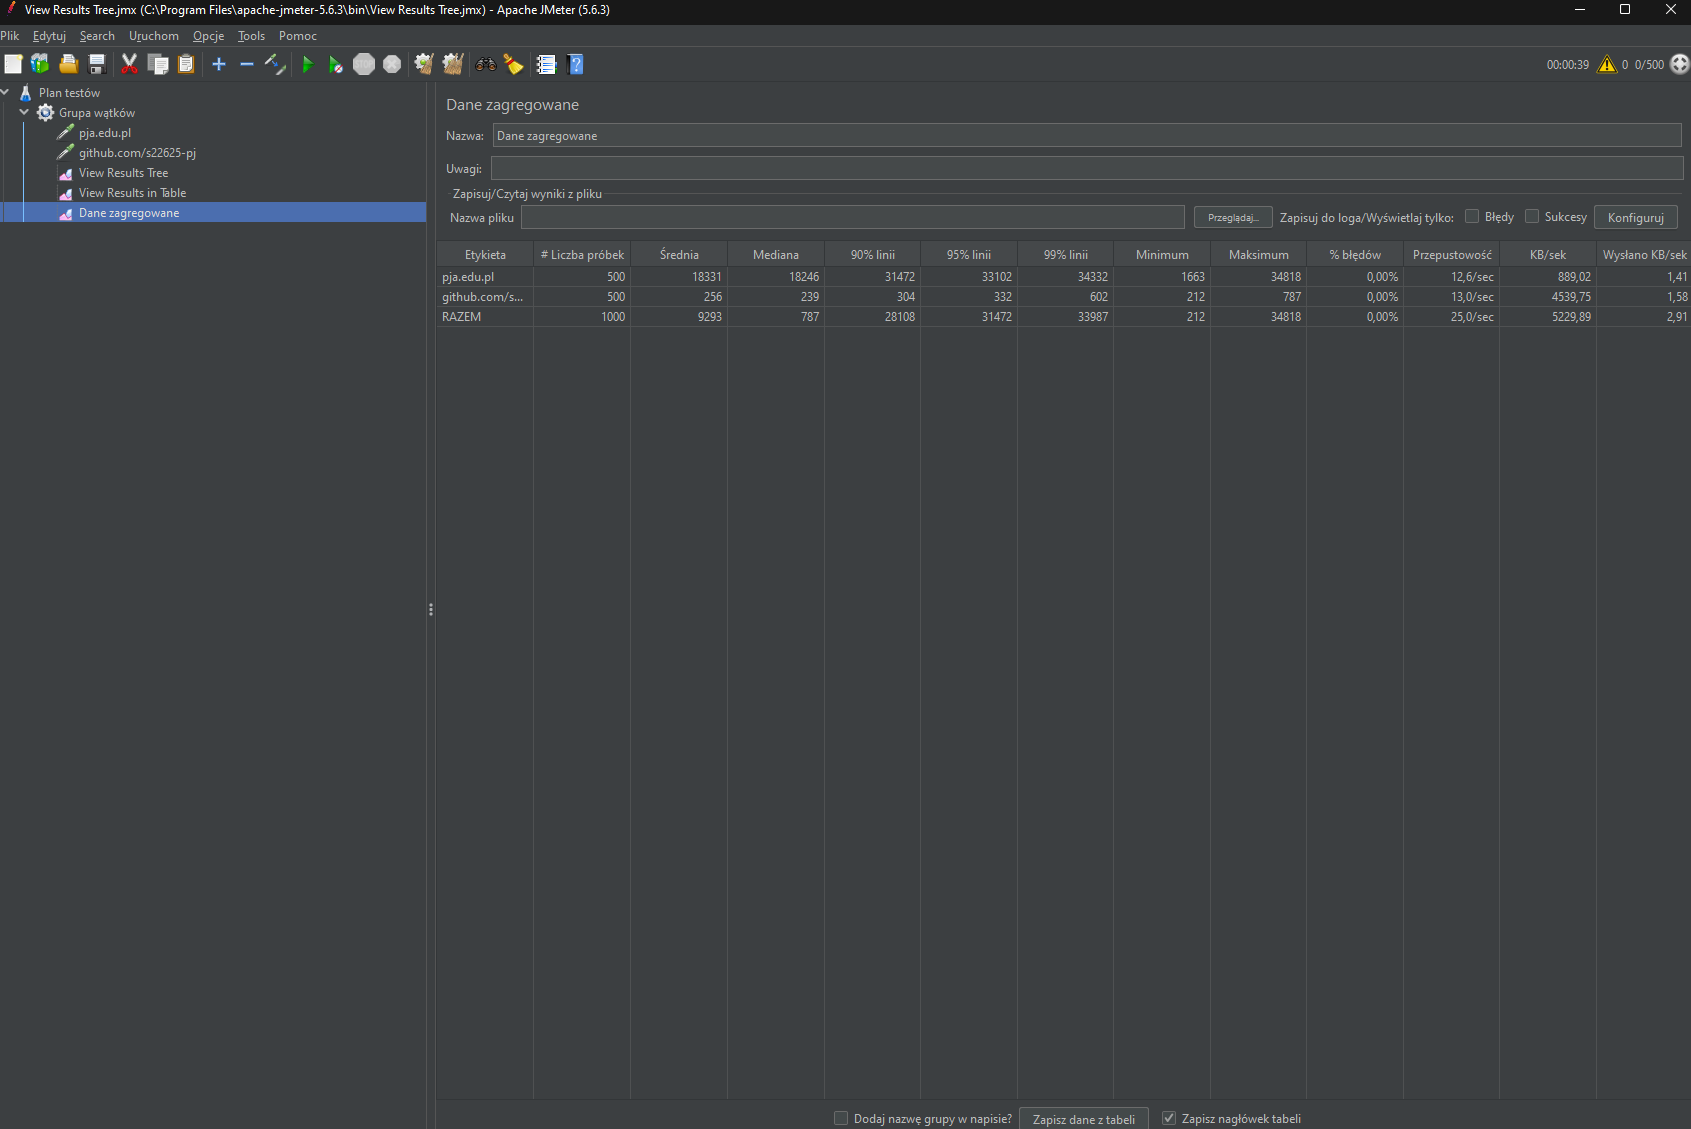 View Results Tree.jmx (C:\Program Files\apache-jmeter-5.6.3\bin\View Results Tree.jmx) - Apache JMeter (5.6.3)
Plik Edytuj Search Uruchom Opcje Tools Pomoc
00:00:39 0 0/500
Plan testów
Grupa wątków
pja.edu.pl
github.com/s22625-pj
View Results Tree
View Results in Table
Dane zagregowane
Dane zagregowane
Nazwa: Dane zagregowane
Uwagi:
Zapisuj/Czytaj wyniki z pliku
Nazwa pliku Przeglądaj... Zapisuj do loga/Wyświetlaj tylko: Błędy Sukcesy Konfiguruj
Etykieta # Liczba próbek Średnia Mediana 90% linii 95% linii 99% linii Minimum Maksimum % błędów Przepustowość KB/sek Wysłano KB/sek
pja.edu.pl 500 18331 18246 31472 33102 34332 1663 34818 0,00% 12,6/sec 889,02 1,41
github.com/s... 500 256 239 304 332 602 212 787 0,00% 13,0/sec 4539,75 1,58
RAZEM 1000 9293 787 28108 31472 33987 212 34818 0,00% 25,0/sec 5229,89 2,91
Dodaj nazwę grupy w napisie? Zapisz dane z tabeli Zapisz nagłówek tabeli